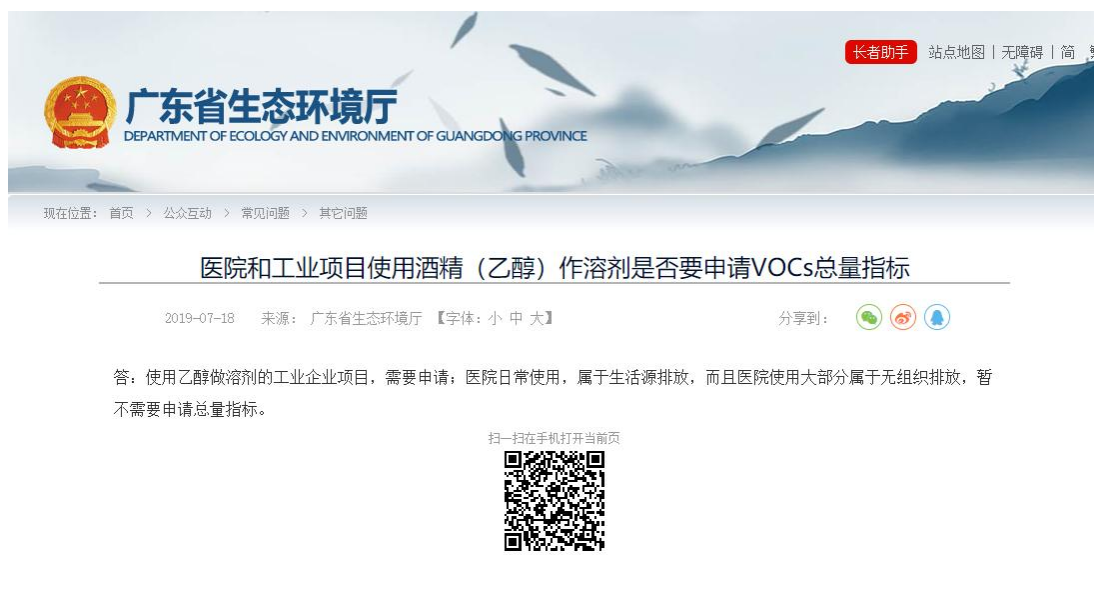 长者助手 站点地图 | 无障碍 | 简
广东省生态环境厅
DEPARTMENT OF ECOLOGY AND ENVIRONMENT OF GUANGDONG PROVINCE
现在位置: 首页 > 公众互动 > 常见问题 > 其它问题
医院和工业项目使用酒精（乙醇）作溶剂是否要申请VOCs总量指标
2019-07-18 来源: 广东省生态环境厅 【字体: 小 中 大】 分享到:
答：使用乙醇做溶剂的工业企业项目，需要申请；医院日常使用，属于生活源排放，而且医院使用大部分属于无组织排放，暂
不需要申请总量指标。
扫一扫在手机打开当前页